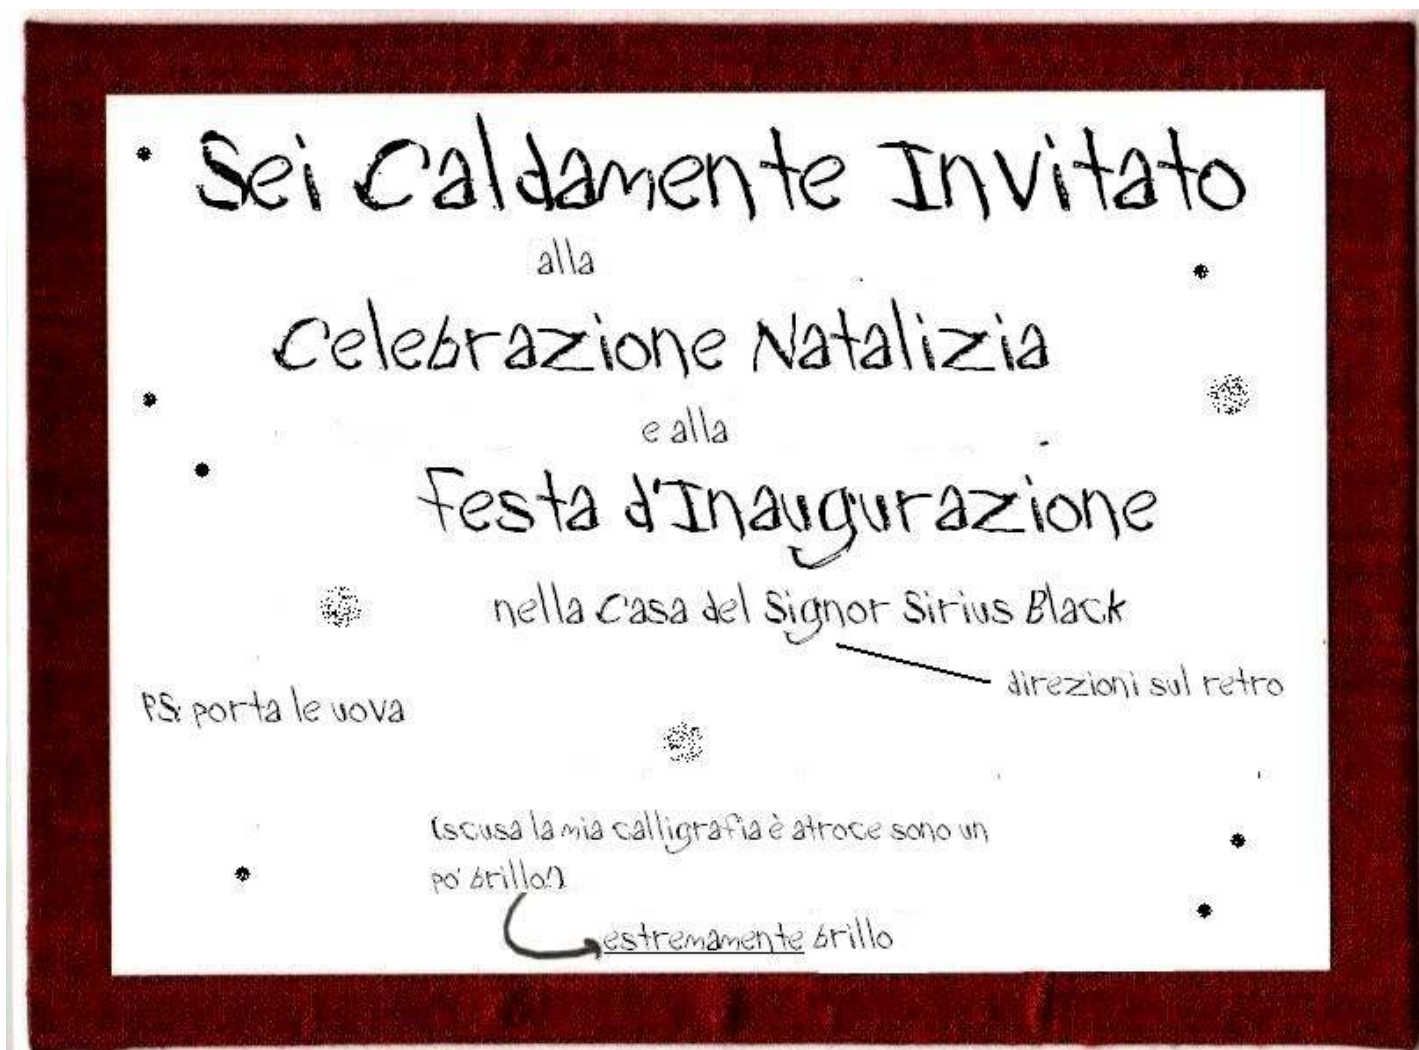 Sei Caldamente Invitato
alla
Celebrazione Natalizia
e alla
Festa d'Inaugurazione
nella Casa del Signor Sirius Black
direzioni sul retro
PS: porta le uova
(scusa la mia calligrafia è atroce sono un
po' brillo!)
estremamente brillo